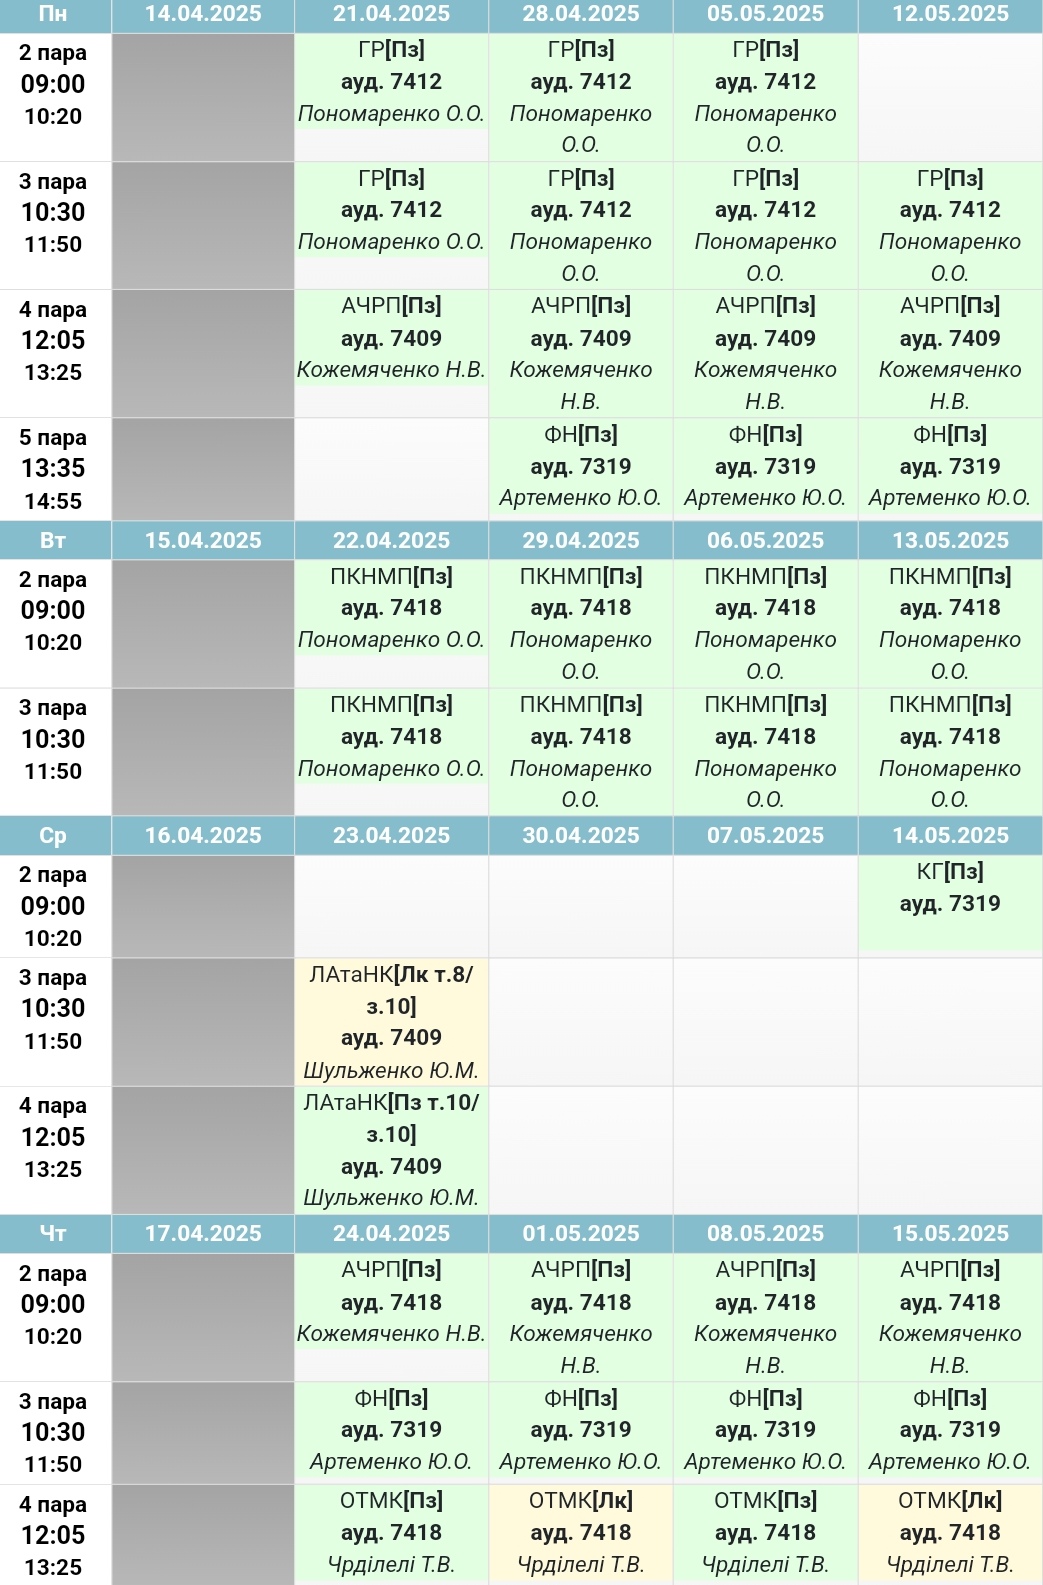 Пн 14.04.2025 21.04.2025 28.04.2025 05.05.2025 12.05.2025
2 пара ГР[Пз] ГР[Пз] ГР[Пз]
09:00 ауд. 7412 ауд. 7412 ауд. 7412
10:20 Пономаренко О.О. Пономаренко Пономаренко
О.О. О.О.
3 пара ГР[Пз] ГР[Пз] ГР[Пз] ГР[Пз]
10:30 ауд. 7412 ауд. 7412 ауд. 7412 ауд. 7412
11:50 Пономаренко О.О. Пономаренко Пономаренко Пономаренко
О.О. О.О. О.О.
4 пара АЧРП[Пз] АЧРП[Пз] АЧРП[Пз] АЧРП[Пз]
12:05 ауд. 7409 ауд. 7409 ауд. 7409 ауд. 7409
13:25 Кожемяченко Н.В. Кожемяченко Кожемяченко Кожемяченко
Н.В. Н.В. Н.В.
5 пара ФН[Пз] ФН[Пз] ФН[Пз]
13:35 ауд. 7319 ауд. 7319 ауд. 7319
14:55 Артеменко Ю.О. Артеменко Ю.О. Артеменко Ю.О.
Вт 15.04.2025 22.04.2025 29.04.2025 06.05.2025 13.05.2025
2 пара ПКНМП[Пз] ПКНМП[Пз] ПКНМП[Пз] ПКНМП[Пз]
09:00 ауд. 7418 ауд. 7418 ауд. 7418 ауд. 7418
10:20 Пономаренко О.О. Пономаренко Пономаренко Пономаренко
О.О. О.О. О.О.
3 пара ПКНМП[Пз] ПКНМП[Пз] ПКНМП[Пз] ПКНМП[Пз]
10:30 ауд. 7418 ауд. 7418 ауд. 7418 ауд. 7418
11:50 Пономаренко О.О. Пономаренко Пономаренко Пономаренко
О.О. О.О. О.О.
Ср 16.04.2025 23.04.2025 30.04.2025 07.05.2025 14.05.2025
2 пара КГ[Пз]
09:00 ауд. 7319
10:20
3 пара ЛАтаНК[Лк т.8/
10:30 з.10]
11:50 ауд. 7409
Шульженко Ю.М.
4 пара ЛАтаНК[Пз т.10/
12:05 з.10]
13:25 ауд. 7409
Шульженко Ю.М.
Чт 17.04.2025 24.04.2025 01.05.2025 08.05.2025 15.05.2025
2 пара АЧРП[Пз] АЧРП[Пз] АЧРП[Пз] АЧРП[Пз]
09:00 ауд. 7418 ауд. 7418 ауд. 7418 ауд. 7418
10:20 Кожемяченко Н.В. Кожемяченко Кожемяченко Кожемяченко
Н.В. Н.В. Н.В.
3 пара ФН[Пз] ФН[Пз] ФН[Пз] ФН[Пз]
10:30 ауд. 7319 ауд. 7319 ауд. 7319 ауд. 7319
11:50 Артеменко Ю.О. Артеменко Ю.О. Артеменко Ю.О. Артеменко Ю.О.
4 пара ОТМК[Пз] ОТМК[Лк] ОТМК[Пз] ОТМК[Лк]
12:05 ауд. 7418 ауд. 7418 ауд. 7418 ауд. 7418
13:25 Чрділелі Т.В. Чрділелі Т.В. Чрділелі Т.В. Чрділелі Т.В.